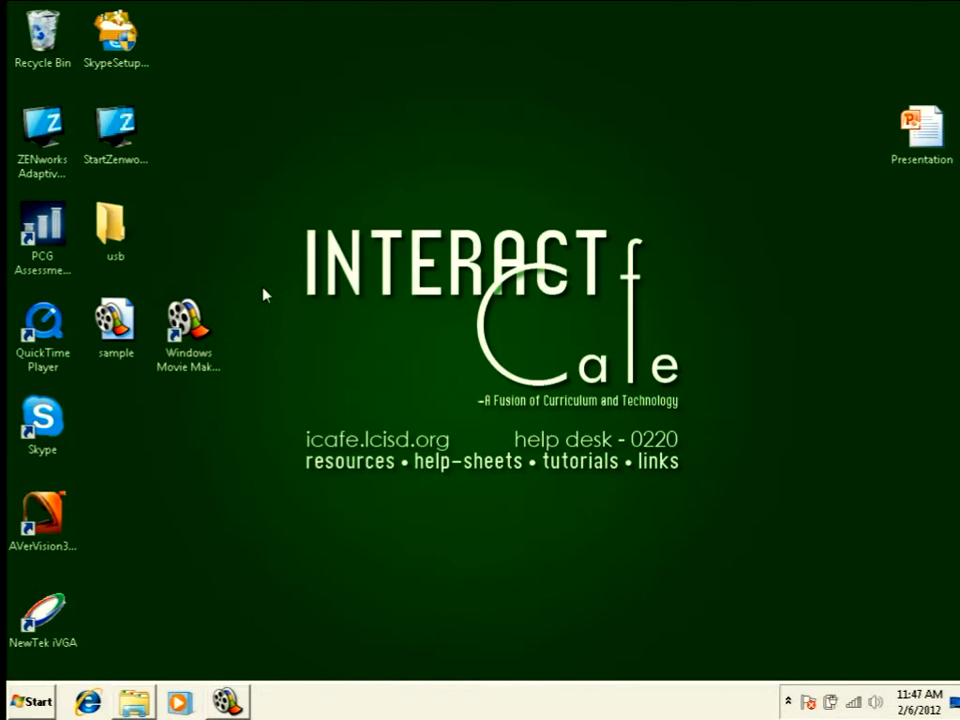 Recycle Bin
SkypeSetup...
ZENworks
Adaptiv...
StartZenwo...
Presentation
PCG
Assessme...
usb
INTERACT
Cafe
-A Fusion of Curriculum and Technology
icafe.lcisd.org help desk - 0220
resources • help-sheets • tutorials • links
QuickTime
Player
sample
Windows
Movie Mak...
Skype
AVerVision3...
NewTek iVGA
Start
11:47 AM
2/6/2012